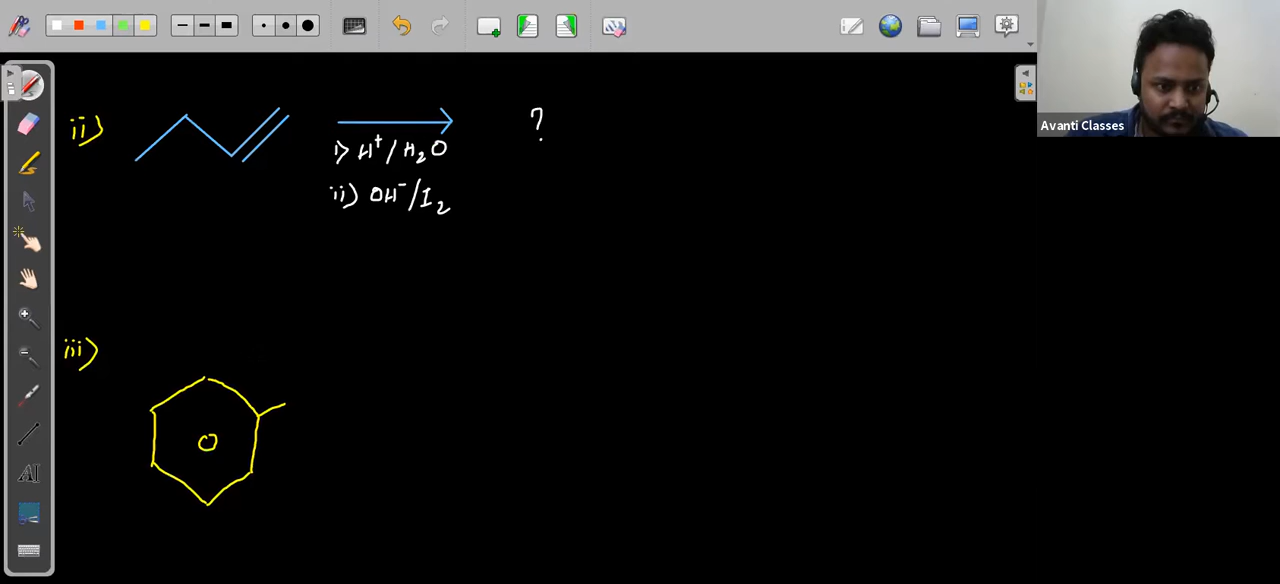 Avanti Classes
ii)
?
i) H⁺/H₂O
ii) OH⁻/I₂
iii)